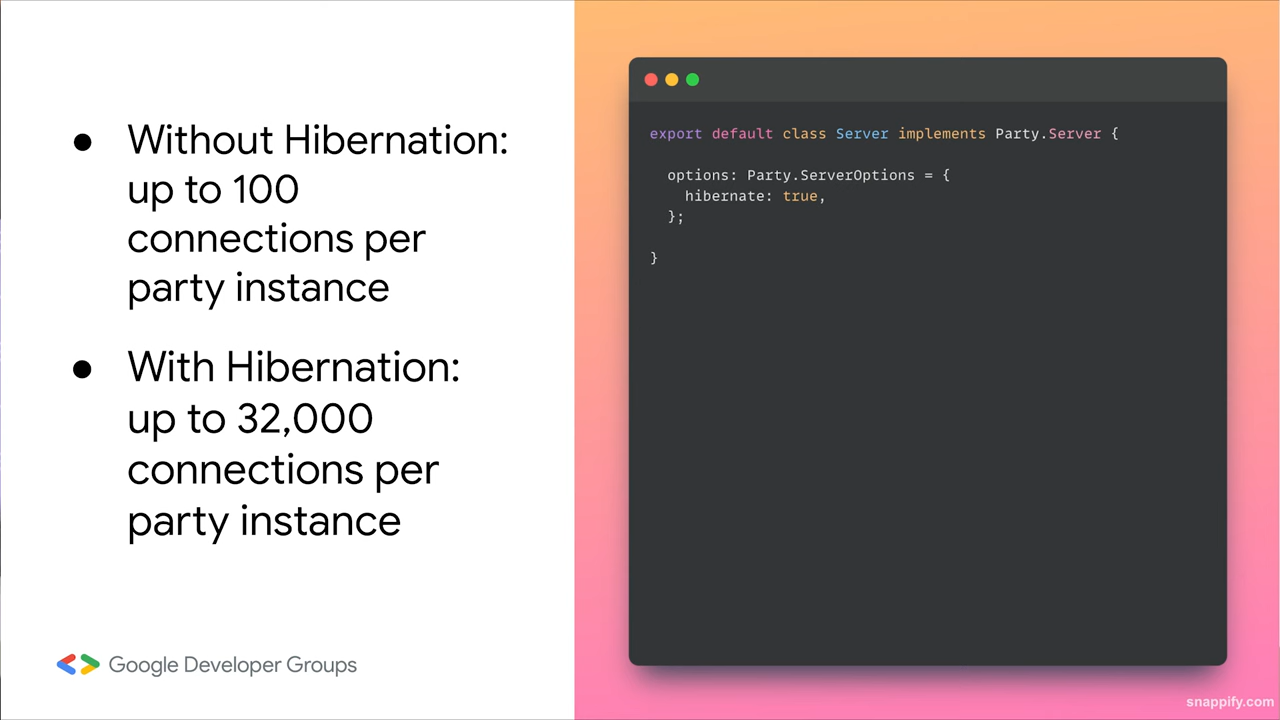 ● Without Hibernation:
up to 100
connections per
party instance
● With Hibernation:
up to 32,000
connections per
party instance
Google Developer Groups
export default class Server implements Party.Server {
options: Party.ServerOptions = {
hibernate: true,
};
}
snappify.com